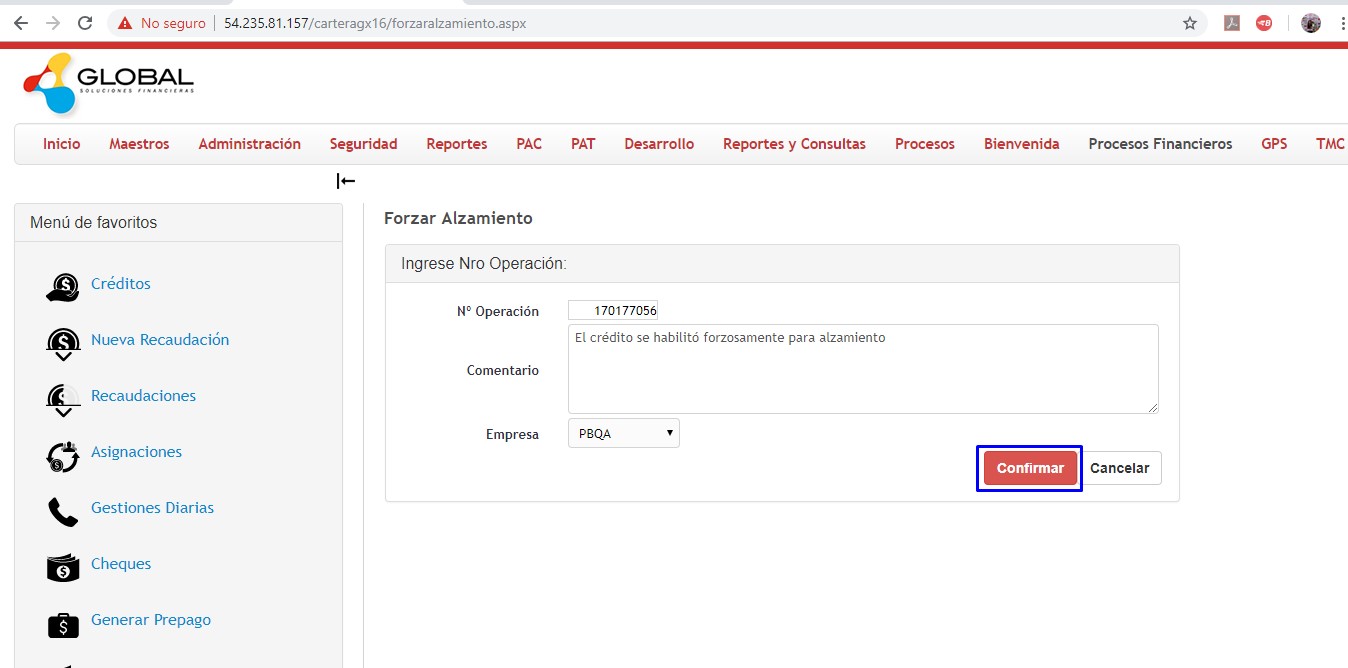 No seguro 54.235.81.157/carteragx16/forzaralzamiento.aspx
GLOBAL
SOLUCIONES FINANCIERAS
Inicio Maestros Administración Seguridad Reportes PAC PAT Desarrollo Reportes y Consultas Procesos Bienvenida Procesos Financieros GPS TMC
Menú de favoritos
Créditos
Nueva Recaudación
Recaudaciones
Asignaciones
Gestiones Diarias
Cheques
Generar Prepago
Forzar Alzamiento
Ingrese Nro Operación:
Nº Operación 170177056
Comentario El crédito se habilitó forzosamente para alzamiento
Empresa PBQA
Confirmar Cancelar